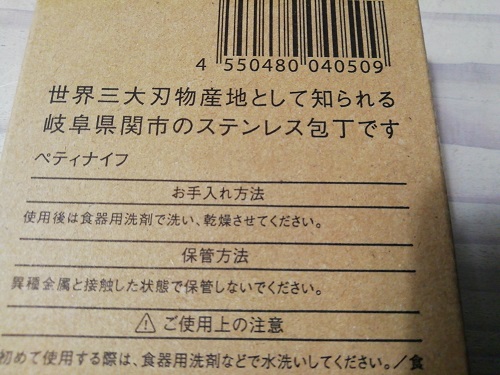 4 550480 040509
世界三大刃物産地として知られる
岐阜県関市のステンレス包丁です
ペティナイフ
お手入れ方法
使用後は食器用洗剤で洗い、乾燥させてください。
保管方法
異種金属と接触した状態で保管しないでください。
⚠ご使用上の注意
初めて使用する際は、食器用洗剤などで水洗いしてください。／食